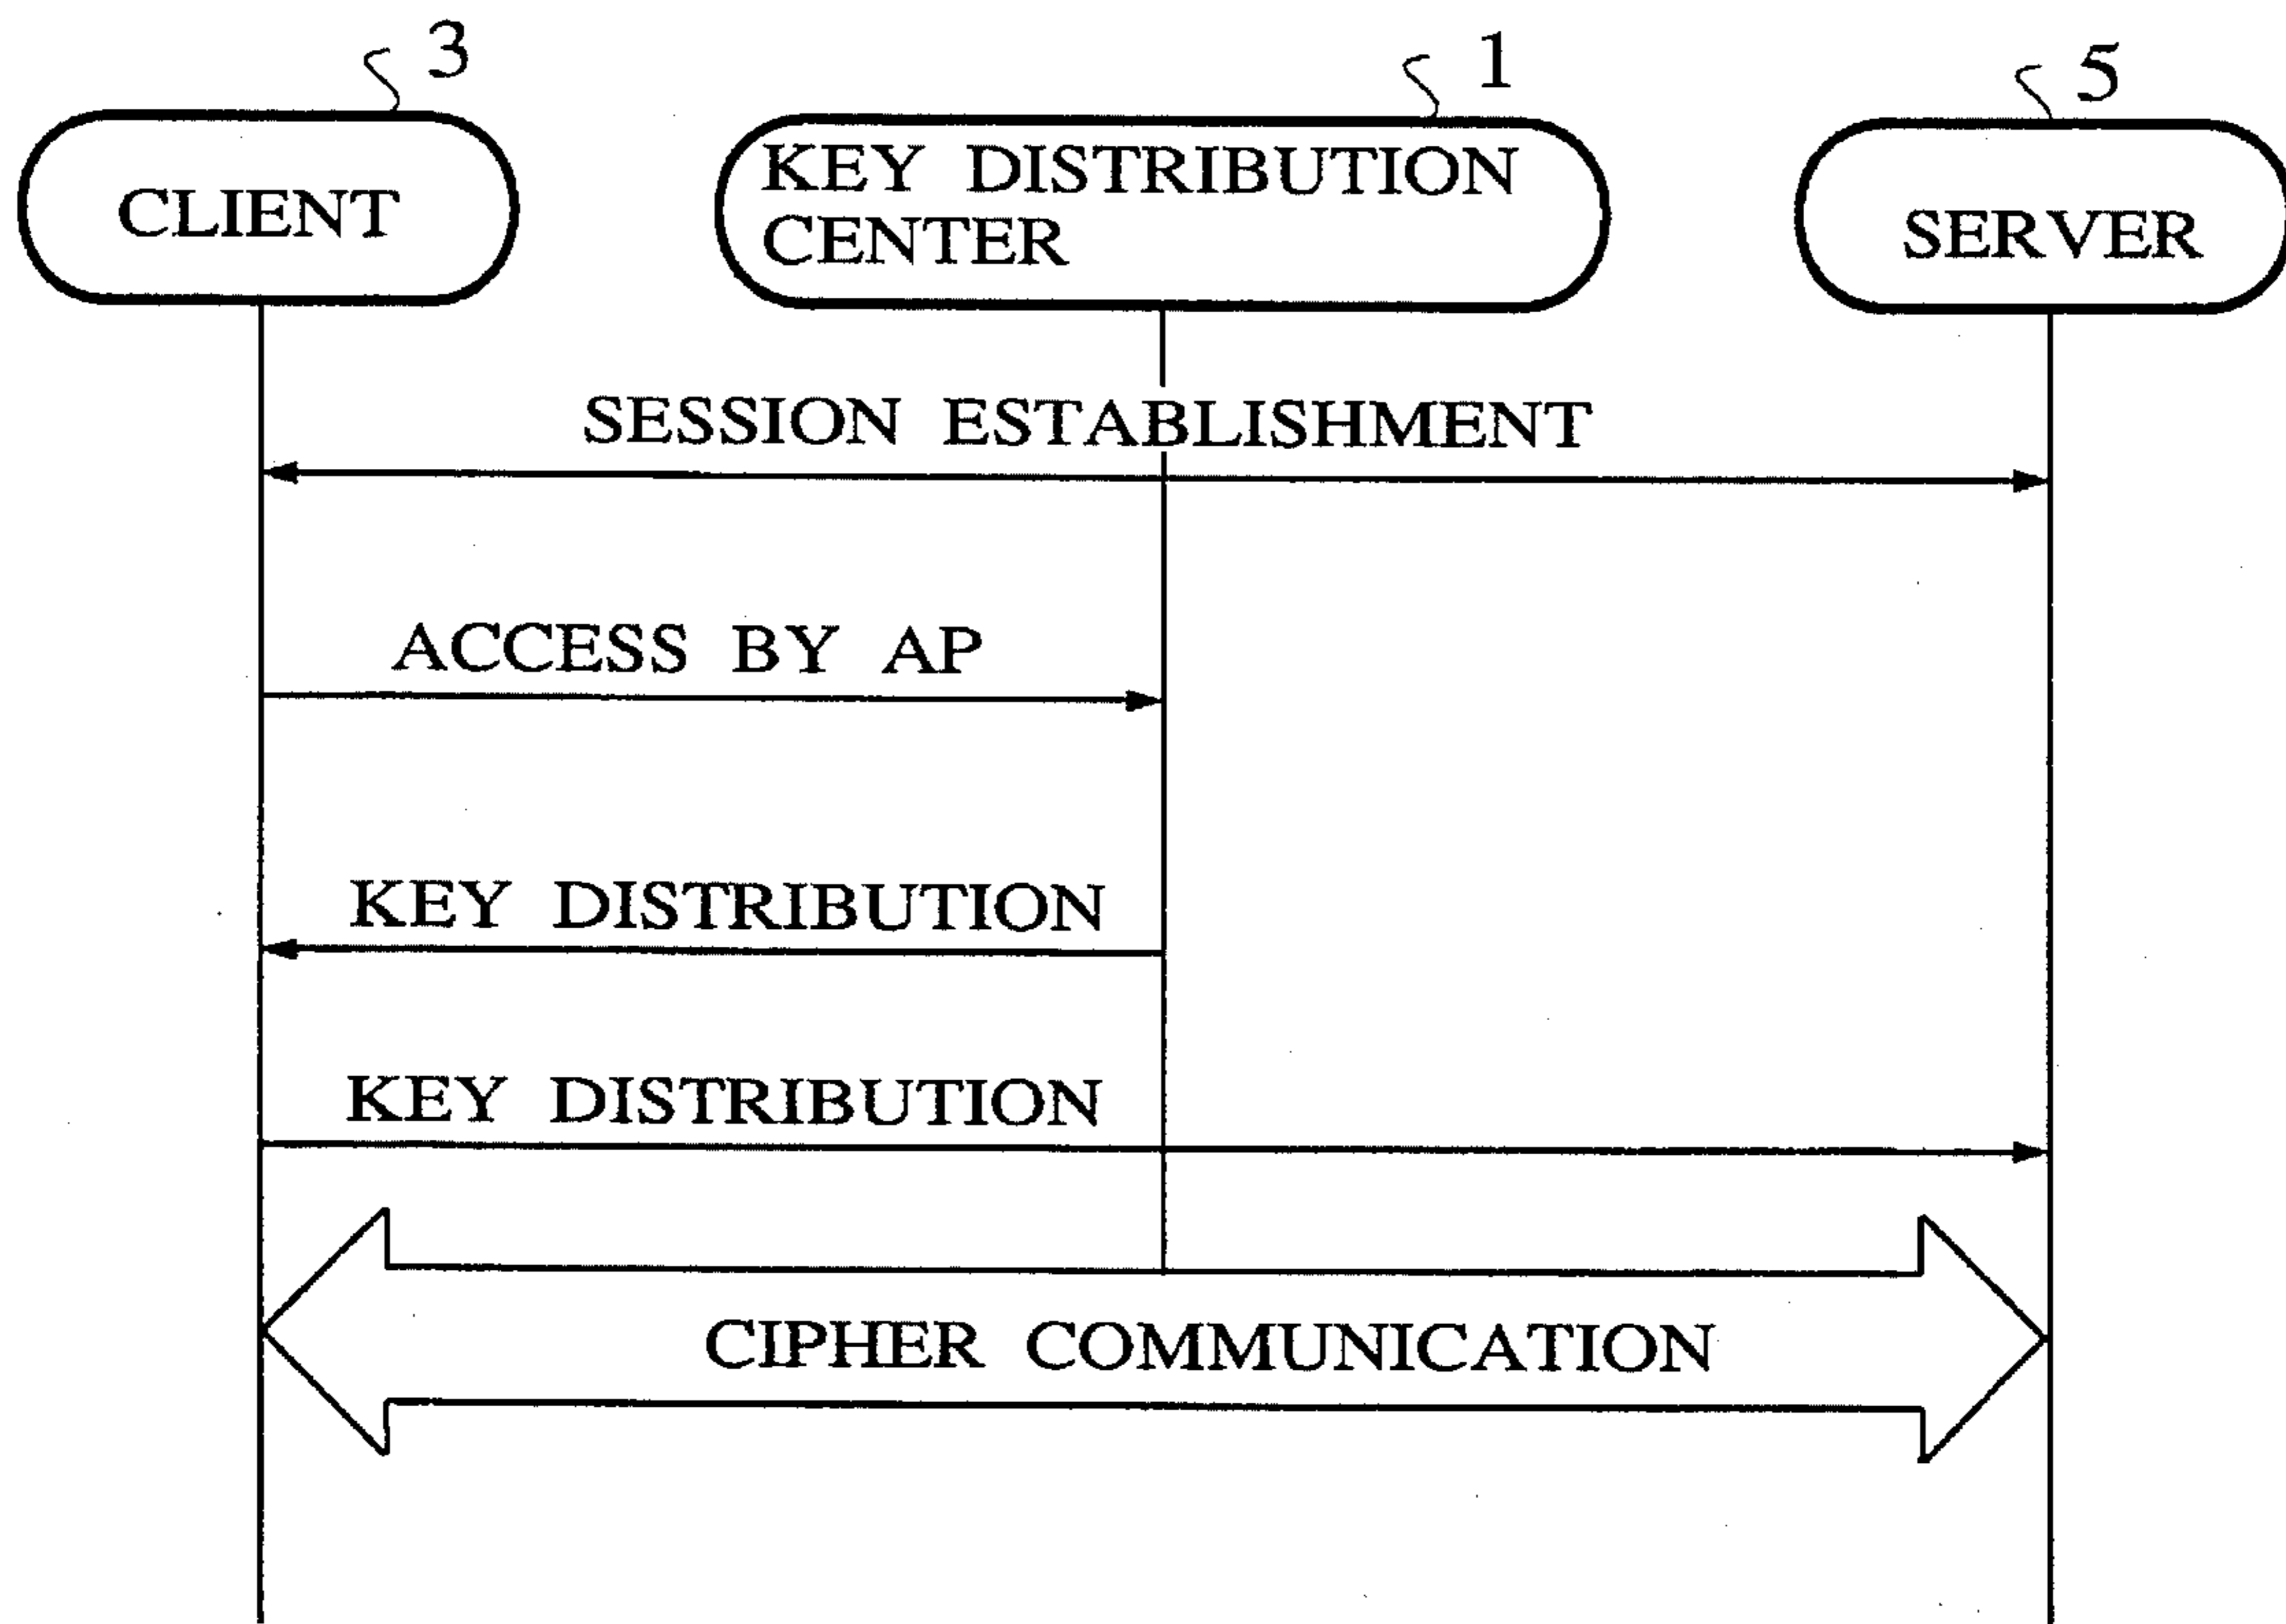 3
1
5
CLIENT
KEY DISTRIBUTION
CENTER
SERVER
SESSION ESTABLISHMENT
ACCESS BY AP
KEY DISTRIBUTION
KEY DISTRIBUTION
CIPHER COMMUNICATION